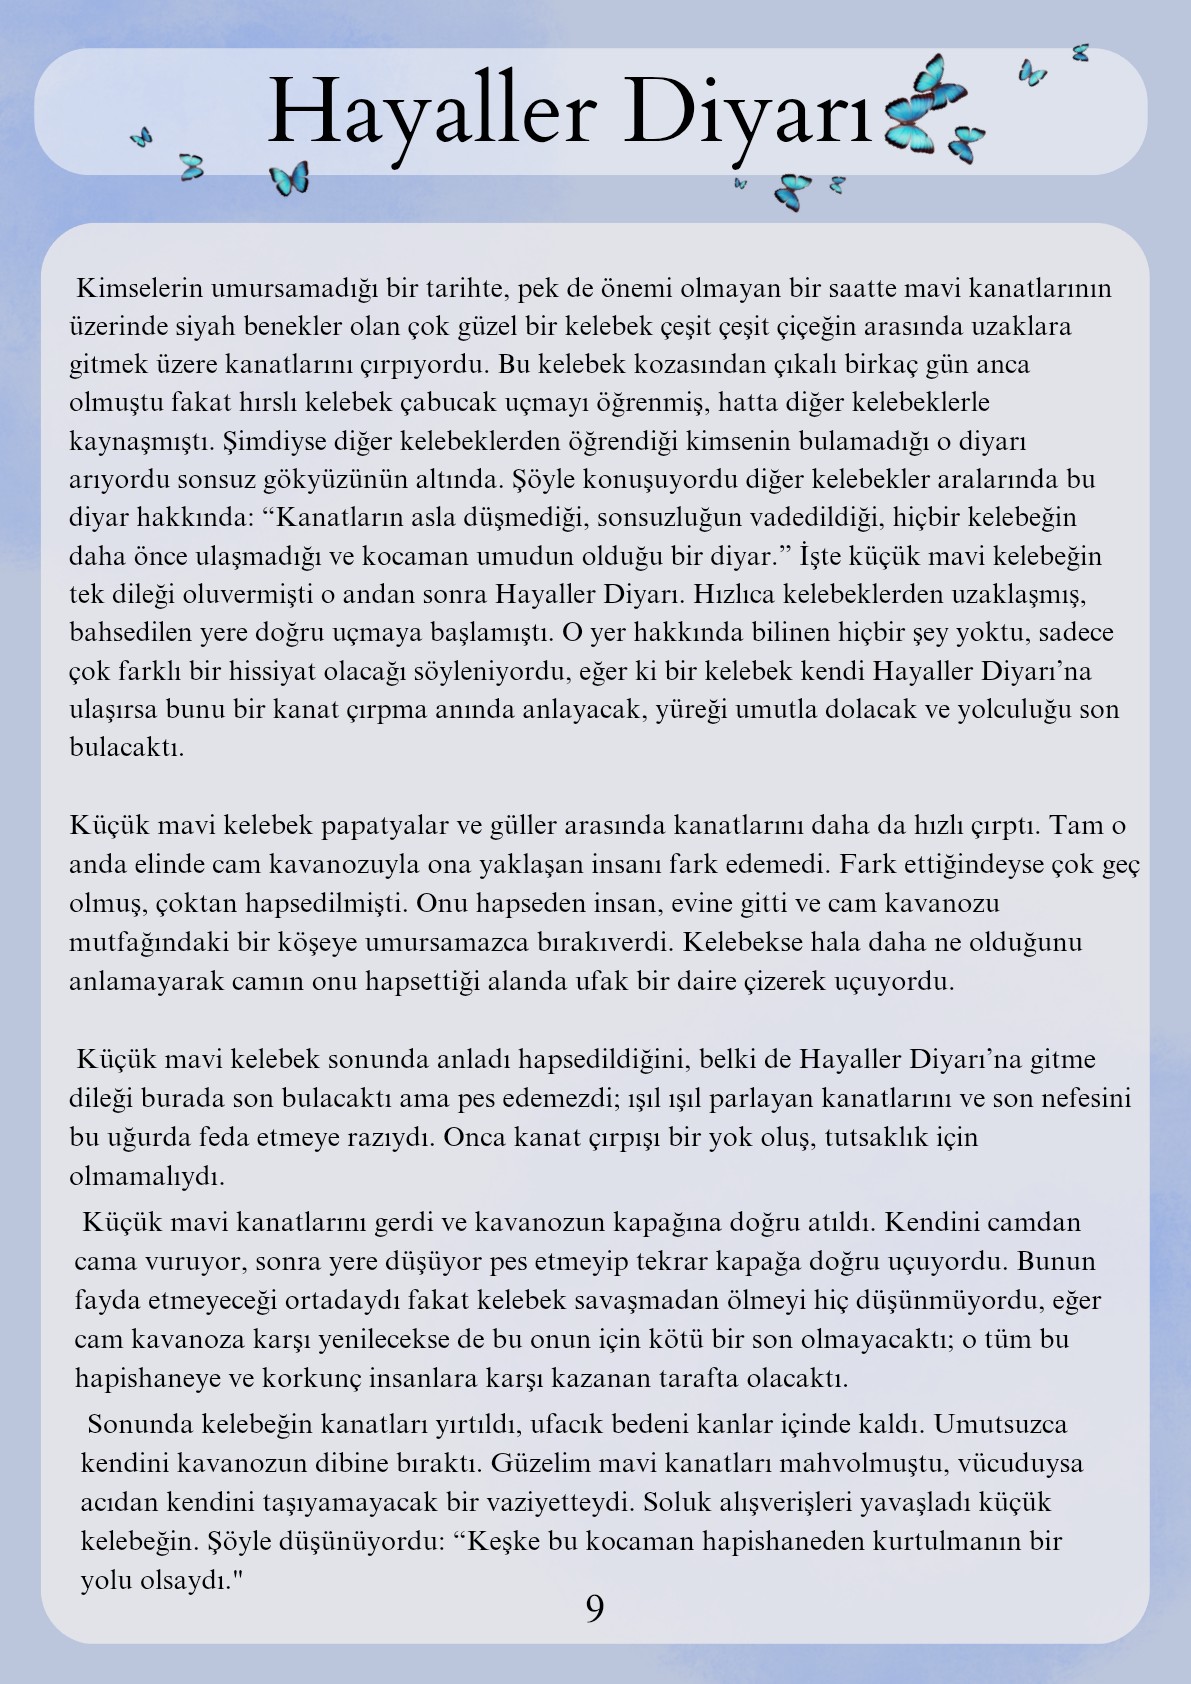 Hayaller Diyarı
Kimselerin umursamadığı bir tarihte, pek de önemi olmayan bir saatte mavi kanatlarının
üzerinde siyah benekler olan çok güzel bir kelebek çeşit çeşit çiçeğin arasında uzaklara
gitmek üzere kanatlarını çırpıyordu. Bu kelebek kozasından çıkalı birkaç gün anca
olmuştu fakat hırslı kelebek çabucak uçmayı öğrenmiş, hatta diğer kelebeklerle
kaynaşmıştı. Şimdiyse diğer kelebeklerden öğrendiği kimsenin bulamadığı o diyarı
arıyordu sonsuz gökyüzünün altında. Şöyle konuşuyordu diğer kelebekler aralarında bu
diyar hakkında: “Kanatların asla düşmediği, sonsuzluğun vadedildiği, hiçbir kelebeğin
daha önce ulaşmadığı ve kocaman umudun olduğu bir diyar.” İşte küçük mavi kelebeğin
tek dileği oluvermişti o andan sonra Hayaller Diyarı. Hızlıca kelebeklerden uzaklaşmış,
bahsedilen yere doğru uçmaya başlamıştı. O yer hakkında bilinen hiçbir şey yoktu, sadece
çok farklı bir hissiyat olacağı söyleniyordu, eğer ki bir kelebek kendi Hayaller Diyarı’na
ulaşırsa bunu bir kanat çırpma anında anlayacak, yüreği umutla dolacak ve yolculuğu son
bulacaktı.
Küçük mavi kelebek papatyalar ve güller arasında kanatlarını daha da hızlı çırptı. Tam o
anda elinde cam kavanozuyla ona yaklaşan insanı fark edemedi. Fark ettiğindeyse çok geç
olmuş, çoktan hapsedilmişti. Onu hapseden insan, evine gitti ve cam kavanozu
mutfağındaki bir köşeye umursamazca bırakıverdi. Kelebekse hala daha ne olduğunu
anlamayarak camın onu hapsettiği alanda ufak bir daire çizerek uçuyordu.
Küçük mavi kelebek sonunda anladı hapsedildiğini, belki de Hayaller Diyarı’na gitme
dileği burada son bulacaktı ama pes edemezdi; ışıl ışıl parlayan kanatlarını ve son nefesini
bu uğurda feda etmeye razıydı. Onca kanat çırpışı bir yok oluş, tutsaklık için
olmamalıydı.
Küçük mavi kanatlarını gerdi ve kavanozun kapağına doğru atıldı. Kendini camdan
cama vuruyor, sonra yere düşüyor pes etmeyip tekrar kapağa doğru uçuyordu. Bunun
fayda etmeyeceği ortadaydı fakat kelebek savaşmadan ölmeyi hiç düşünmüyordu, eğer
cam kavanoza karşı yenilecekse de bu onun için kötü bir son olmayacaktı; o tüm bu
hapishaneye ve korkunç insanlara karşı kazanan tarafta olacaktı.
Sonunda kelebeğin kanatları yırtıldı, ufacık bedeni kanlar içinde kaldı. Umutsuzca
kendini kavanozun dibine bıraktı. Güzelim mavi kanatları mahvolmuştu, vücuduysa
acıdan kendini taşıyamayacak bir vaziyetteydi. Soluk alışverişleri yavaşladı küçük
kelebeğin. Şöyle düşünüyordu: “Keşke bu kocaman hapishaneden kurtulmanın bir
yolu olsaydı."
9